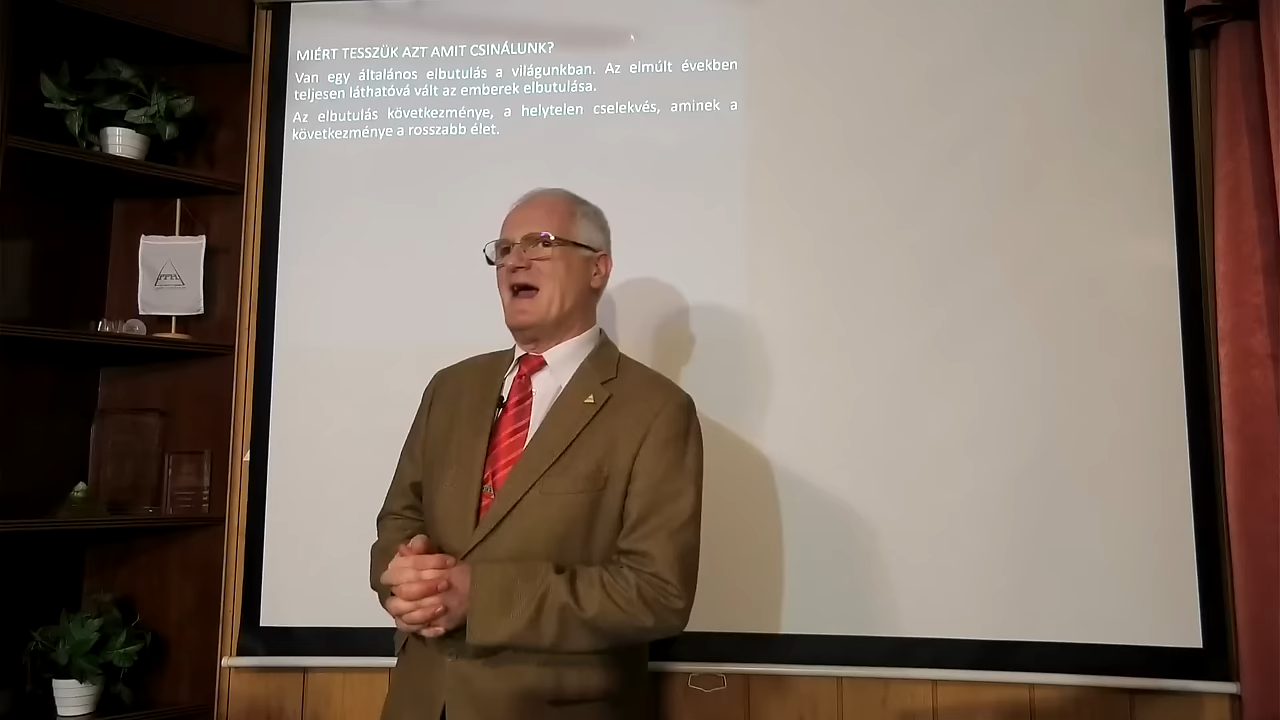 MIÉRT TESSZÜK AZT AMIT CSINÁLUNK?
Van egy általános elbutulás a világunkban. Az elmúlt években
teljesen láthatóvá vált az emberek elbutulása.
Az elbutulás következménye, a helytelen cselekvés, aminek a
következménye a rosszabb élet.